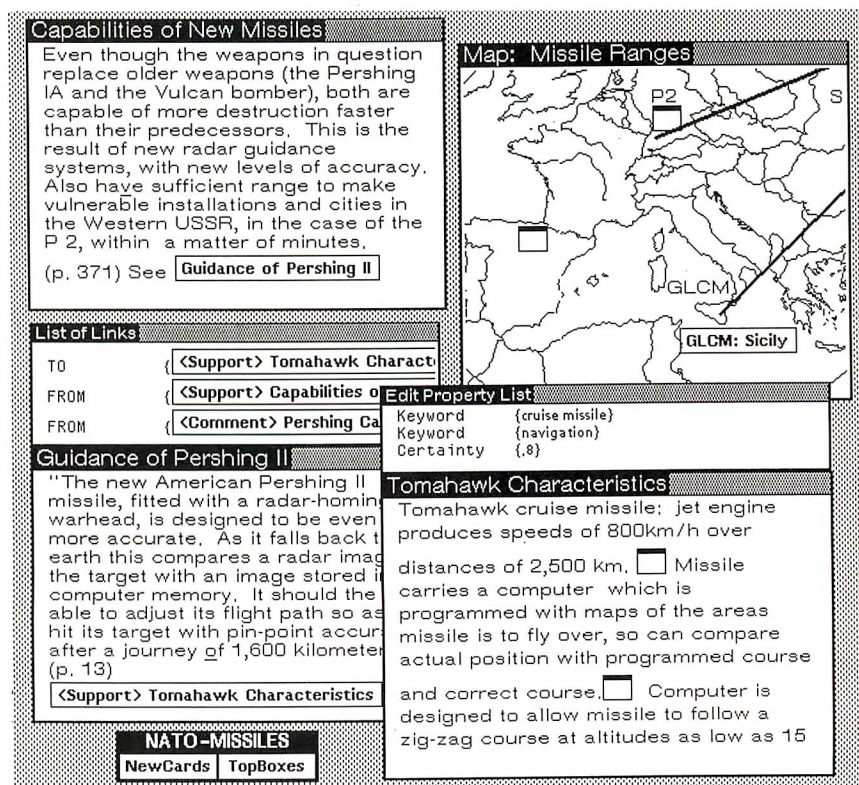 Capabilities of New Missiles
Even though the weapons in question
replace older weapons (the Pershing
IA and the Vulcan bomber), both are
capable of more destruction faster
than their predecessors. This is the
result of new radar guidance
systems, with new levels of accuracy.
Also have sufficient range to make
vulnerable installations and cities in
the Western USSR, in the case of the
P 2, within a matter of minutes.
(p. 371) See Guidance of Pershing II
Map: Missile Ranges
P2
S
GLCM
GLCM: Sicily
List of Links
TO { <Support> Tomahawk Characte
FROM { <Support> Capabilities o
FROM { <Comment> Pershing Ca
Edit Property List
Keyword {cruise missile}
Keyword {navigation}
Certainty {.8}
Guidance of Pershing II
"The new American Pershing II
missile, fitted with a radar-homing
warhead, is designed to be even
more accurate. As it falls back t
earth this compares a radar imag
the target with an image stored i
computer memory. It should the
able to adjust its flight path so as
hit its target with pin-point accur
after a journey of 1,600 kilometer
(p. 13)
<Support> Tomahawk Characteristics
Tomahawk Characteristics
Tomahawk cruise missile: jet engine
produces speeds of 800km/h over
distances of 2,500 km. Missile
carries a computer which is
programmed with maps of the areas
missile is to fly over, so can compare
actual position with programmed course
and correct course. Computer is
designed to allow missile to follow a
zig-zag course at altitudes as low as 15
NATO-MISSILES
NewCards TopBoxes